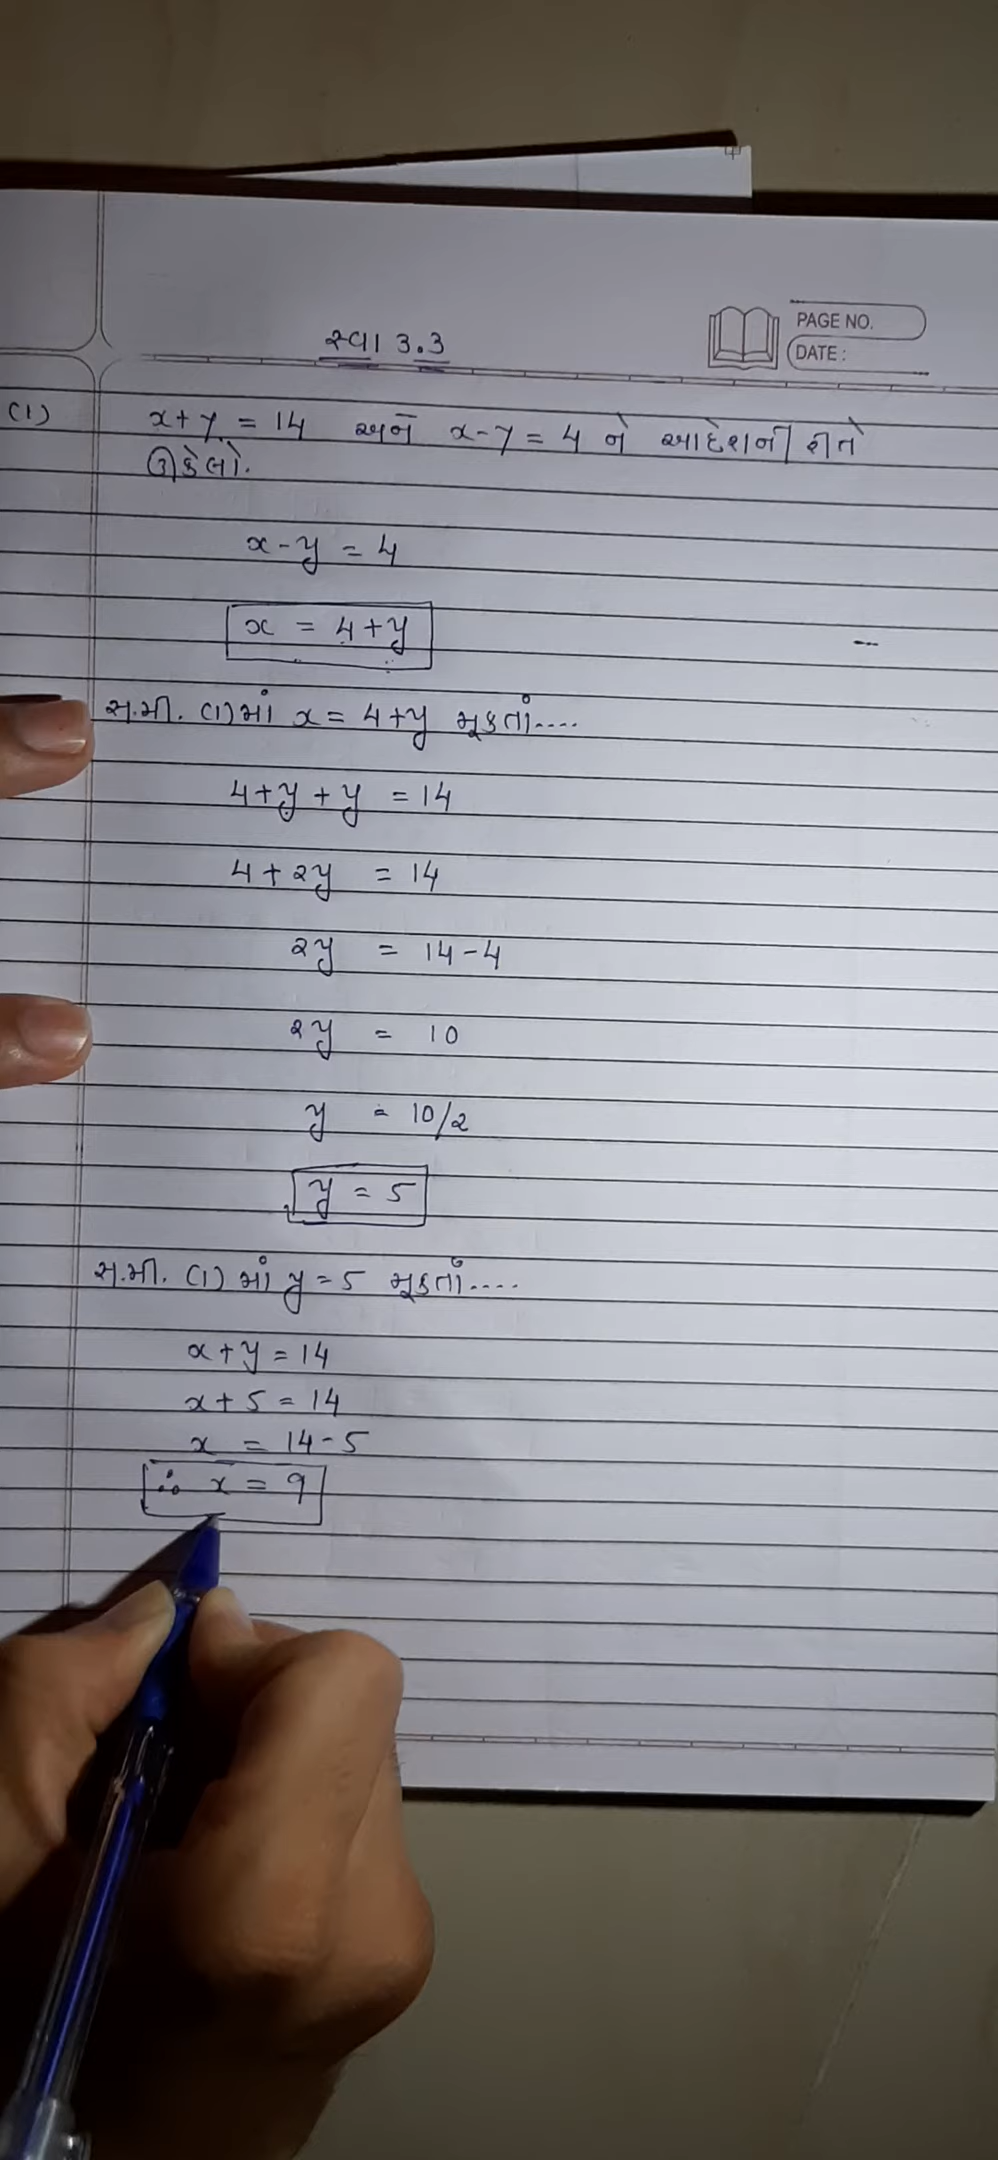 PAGE NO.
DATE :
સ્વા 3.3
(1) x+y = 14 અને x-y = 4 ને આદેશની રીતે
ઉકેલો.
x - y = 4
x = 4+y
સ.મી. (1)માં x = 4+y મૂકતાં....
4+y + y = 14
4 + 2y = 14
2y = 14 - 4
2y = 10
y = 10/2
y = 5
સ.મી. (1) માં y = 5 મૂકતાં....
x + y = 14
x + 5 = 14
x = 14 - 5
∴ x = 9